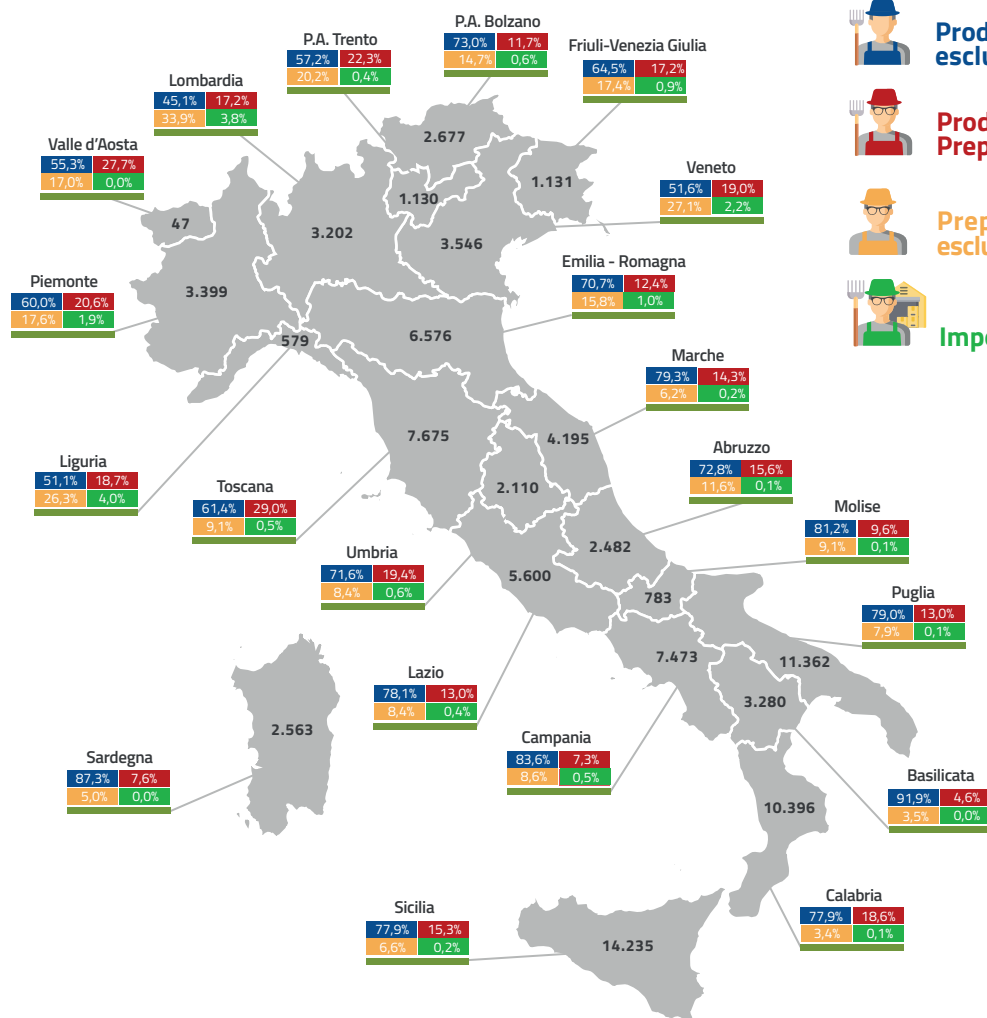 P.A. Bolzano
73,0% 11,7%
14,7% 0,6%
P.A. Trento
57,2% 22,3%
20,2% 0,4%
Friuli-Venezia Giulia
64,5% 17,2%
17,4% 0,9%
Lombardia
45,1% 17,2%
33,9% 3,8%
Valle d'Aosta
55,3% 27,7%
17,0% 0,0%
Veneto
51,6% 19,0%
27,1% 2,2%
Emilia - Romagna
70,7% 12,4%
15,8% 1,0%
Piemonte
60,0% 20,6%
17,6% 1,9%
Marche
79,3% 14,3%
6,2% 0,2%
Abruzzo
72,8% 15,6%
11,6% 0,1%
Liguria
51,1% 18,7%
26,3% 4,0%
Toscana
61,4% 29,0%
9,1% 0,5%
Molise
81,2% 9,6%
9,1% 0,1%
Umbria
71,6% 19,4%
8,4% 0,6%
Puglia
79,0% 13,0%
7,9% 0,1%
Lazio
78,1% 13,0%
8,4% 0,4%
Campania
83,6% 7,3%
8,6% 0,5%
Sardegna
87,3% 7,6%
5,0% 0,0%
Basilicata
91,9% 4,6%
3,5% 0,0%
Calabria
77,9% 18,6%
3,4% 0,1%
Sicilia
77,9% 15,3%
6,6% 0,2%
2.677
1.130
1.131
47
3.202
3.546
3.399
579
6.576
7.675
4.195
2.110
2.482
5.600
783
7.473
11.362
3.280
2.563
10.396
14.235
Prod
esclu
Prod
Prep
Prep
esclu